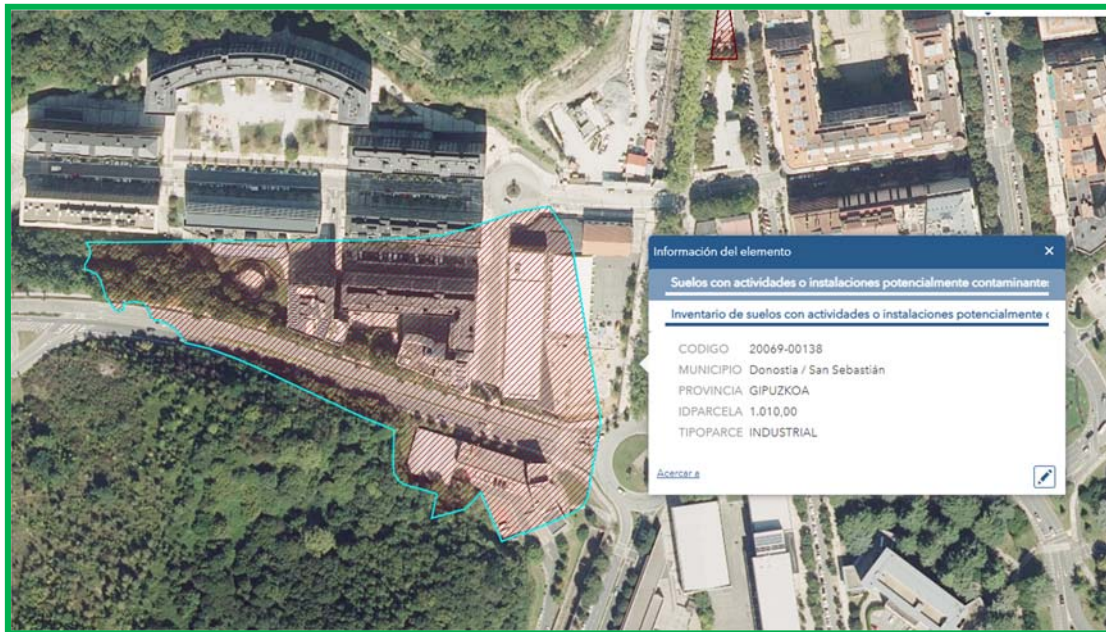 Información del elemento
Suelos con actividades o instalaciones potencialmente contaminante
Inventario de suelos con actividades o instalaciones potencialmente
CODIGO 20069-00138
MUNICIPIO Donostia / San Sebastián
PROVINCIA GIPUZKOA
IDPARCELA 1.010,00
TIPOPARCE INDUSTRIAL
Acercar a